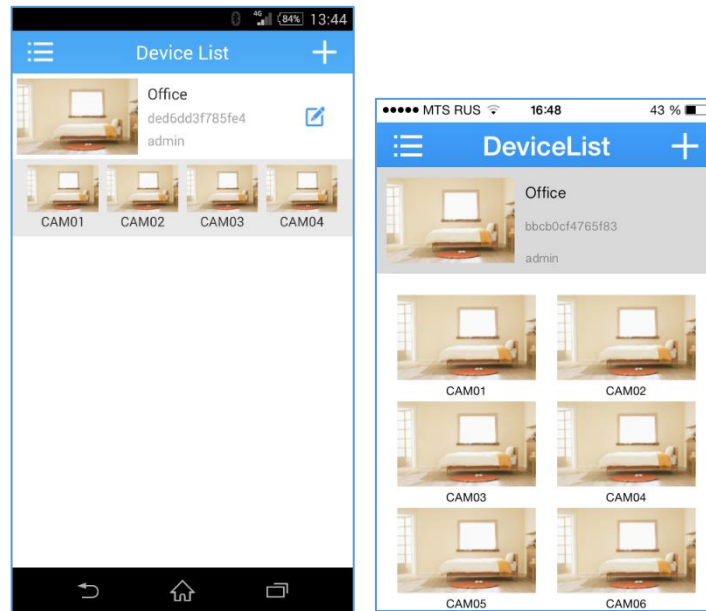 4G 84% 13:44
Device List
Office
ded6dd3f785fe4
admin
CAM01 CAM02 CAM03 CAM04
MTS RUS 16:48 43 %
DeviceList
Office
bbcb0cf4765f83
admin
CAM01 CAM02
CAM03 CAM04
CAM05 CAM06